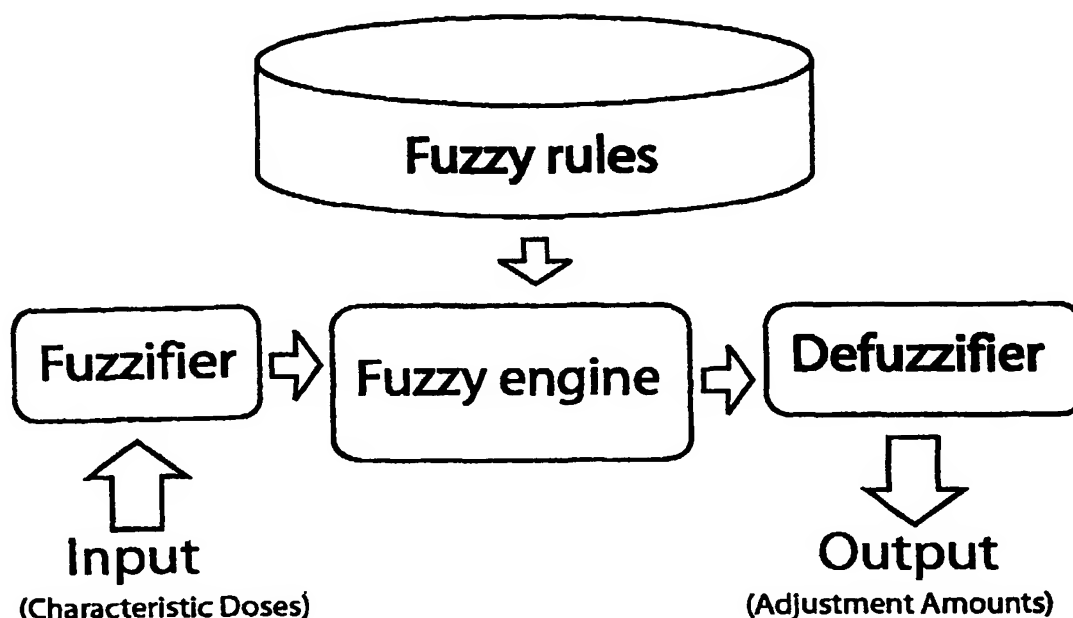 Fuzzy rules
Fuzzifier
Fuzzy engine
Defuzzifier
Input
(Characteristic Doses)
Output
(Adjustment Amounts)